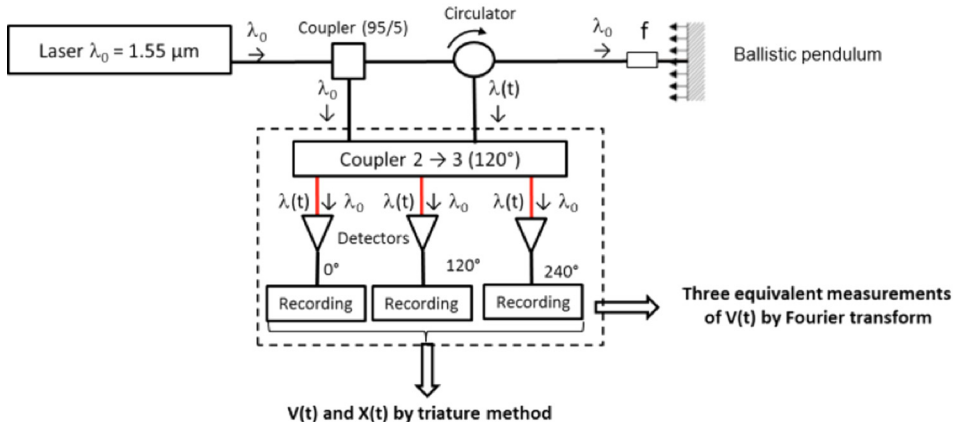 Circulator
Coupler (95/5)
λ₀
λ₀
f
Laser λ₀ = 1.55 µm
Ballistic pendulum
λ₀
λ(t)
Coupler 2 → 3 (120°)
λ(t) λ₀ λ(t) λ₀ λ(t) λ₀
Detectors
0° 120° 240°
Recording Recording Recording
Three equivalent measurements
of V(t) by Fourier transform
V(t) and X(t) by triature method